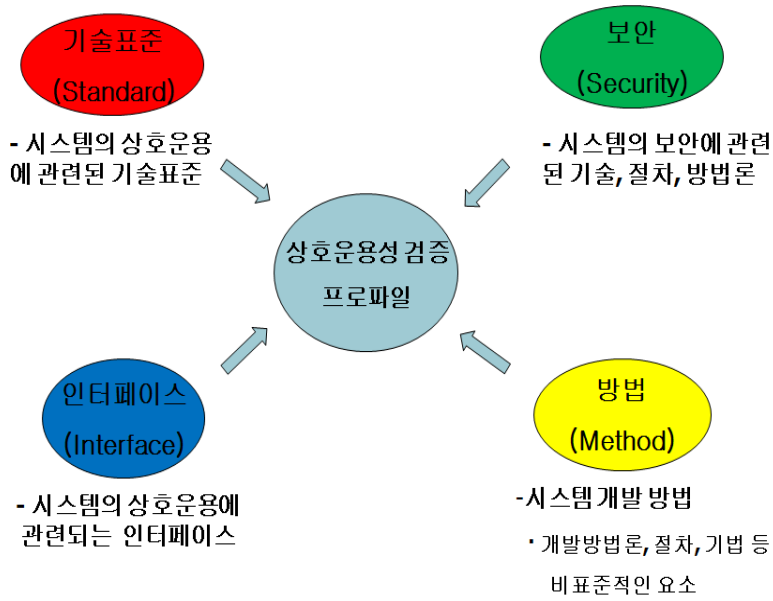 기술표준
(Standard)
- 시스템의 상호운용
에 관련된 기술표준
보안
(Security)
- 시스템의 보안에 관련
된 기술, 절차, 방법론
상호운용성 검증
프로파일
인터페이스
(Interface)
- 시스템의 상호운용에
관련되는 인터페이스
방법
(Method)
-시스템 개발 방법
· 개발방법론, 절차, 기법 등
비표준적인 요소